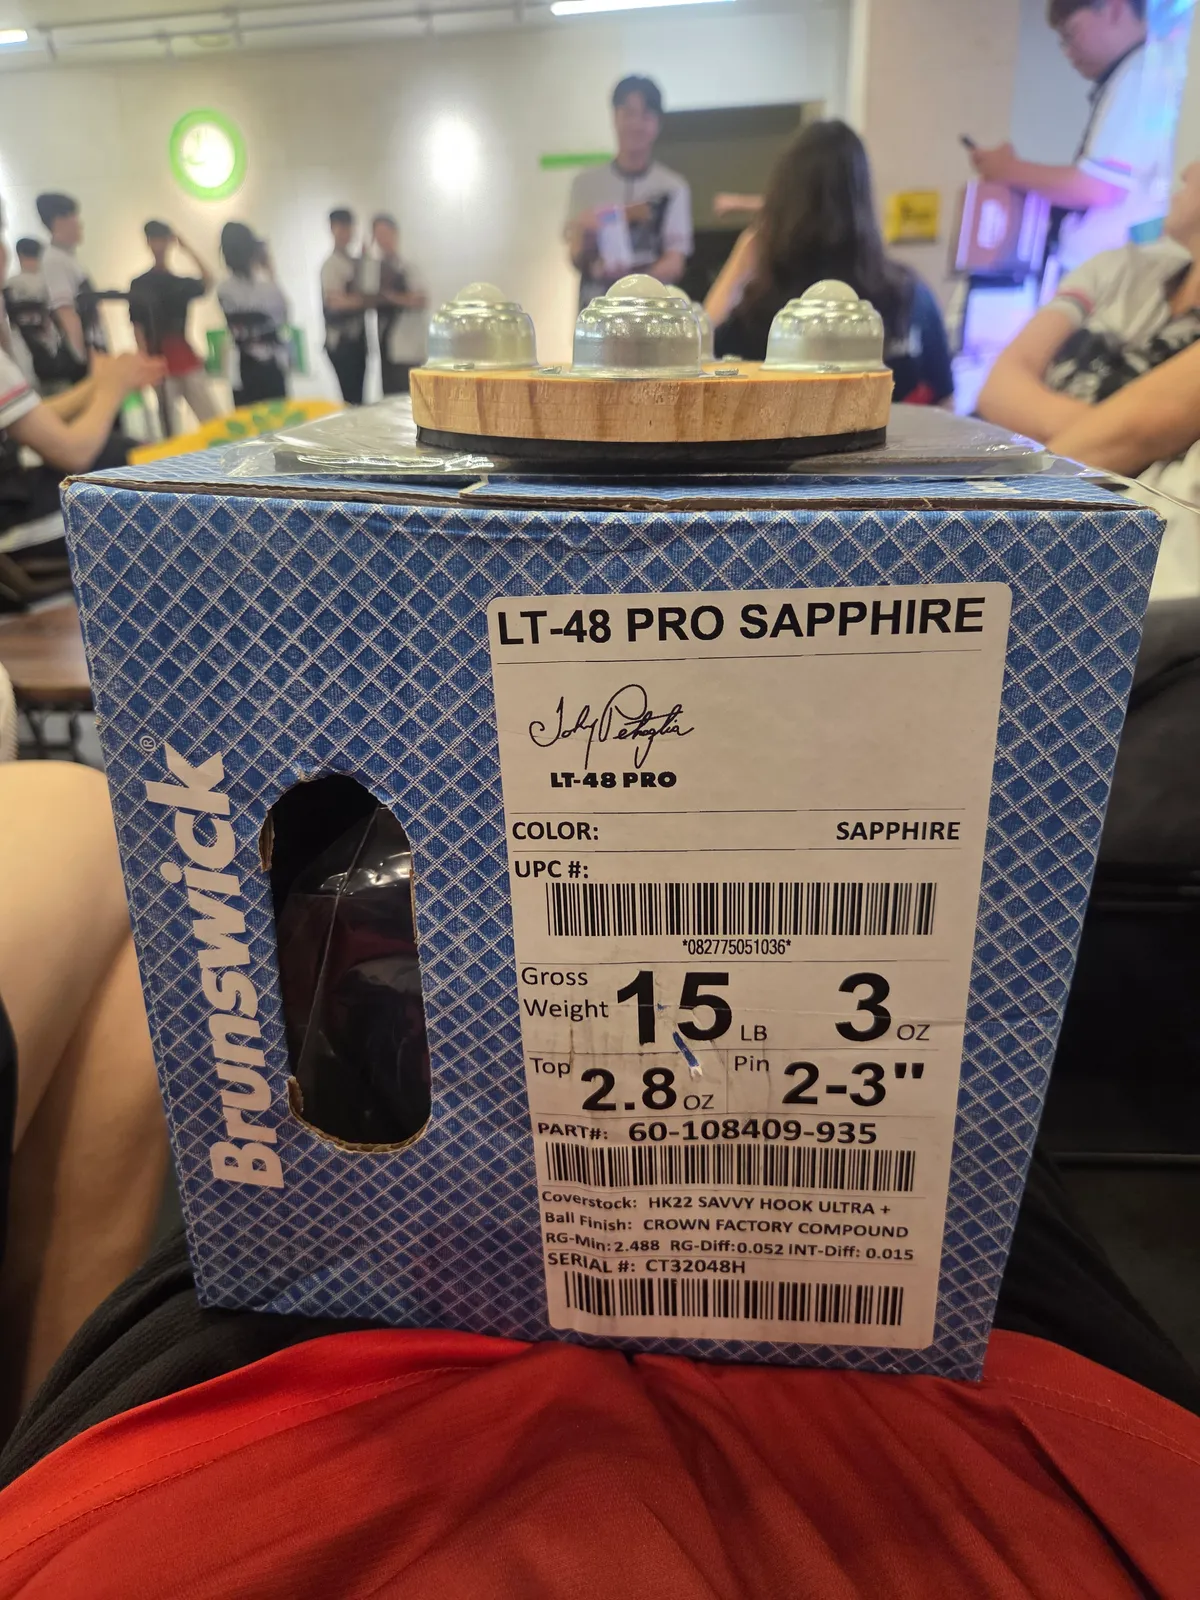 Brunswick®
LT-48 PRO SAPPHIRE
Johny Petraglia
LT-48 PRO
COLOR: SAPPHIRE
UPC #:
*082775051036*
Gross Weight 15 LB 3 OZ
Top 2.8 OZ Pin 2-3"
PART#: 60-108409-935
Coverstock: HK22 SAVVY HOOK ULTRA +
Ball Finish: CROWN FACTORY COMPOUND
RG-Min: 2.488 RG-Diff: 0.052 INT-Diff: 0.015
SERIAL #: CT32048H